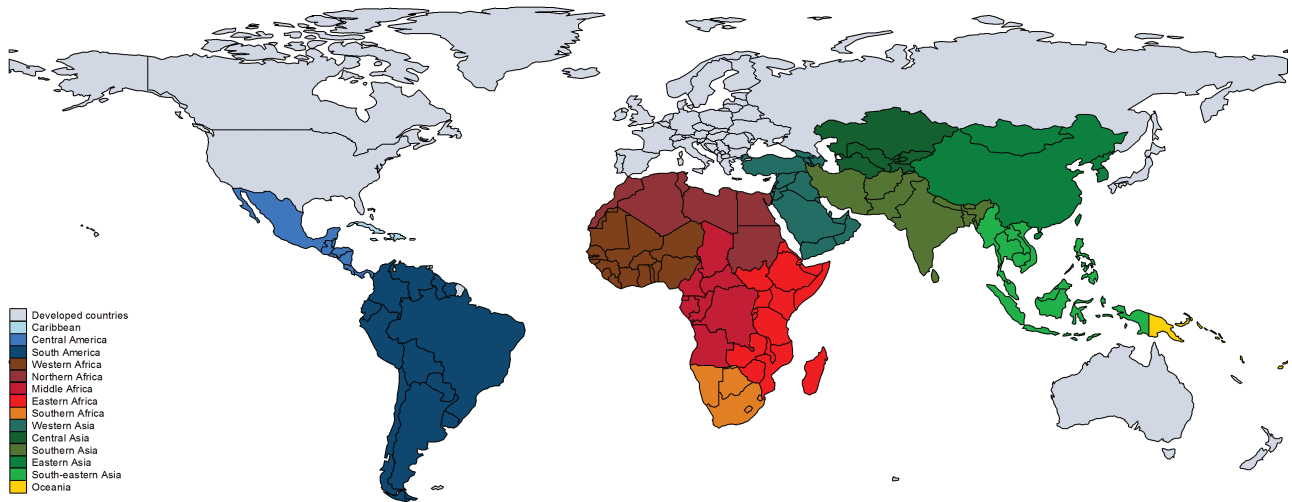 Developed countries
Caribbean
Central America
South America
Western Africa
Northern Africa
Middle Africa
Eastern Africa
Southern Africa
Western Asia
Central Asia
Southern Asia
Eastern Asia
South-eastern Asia
Oceania